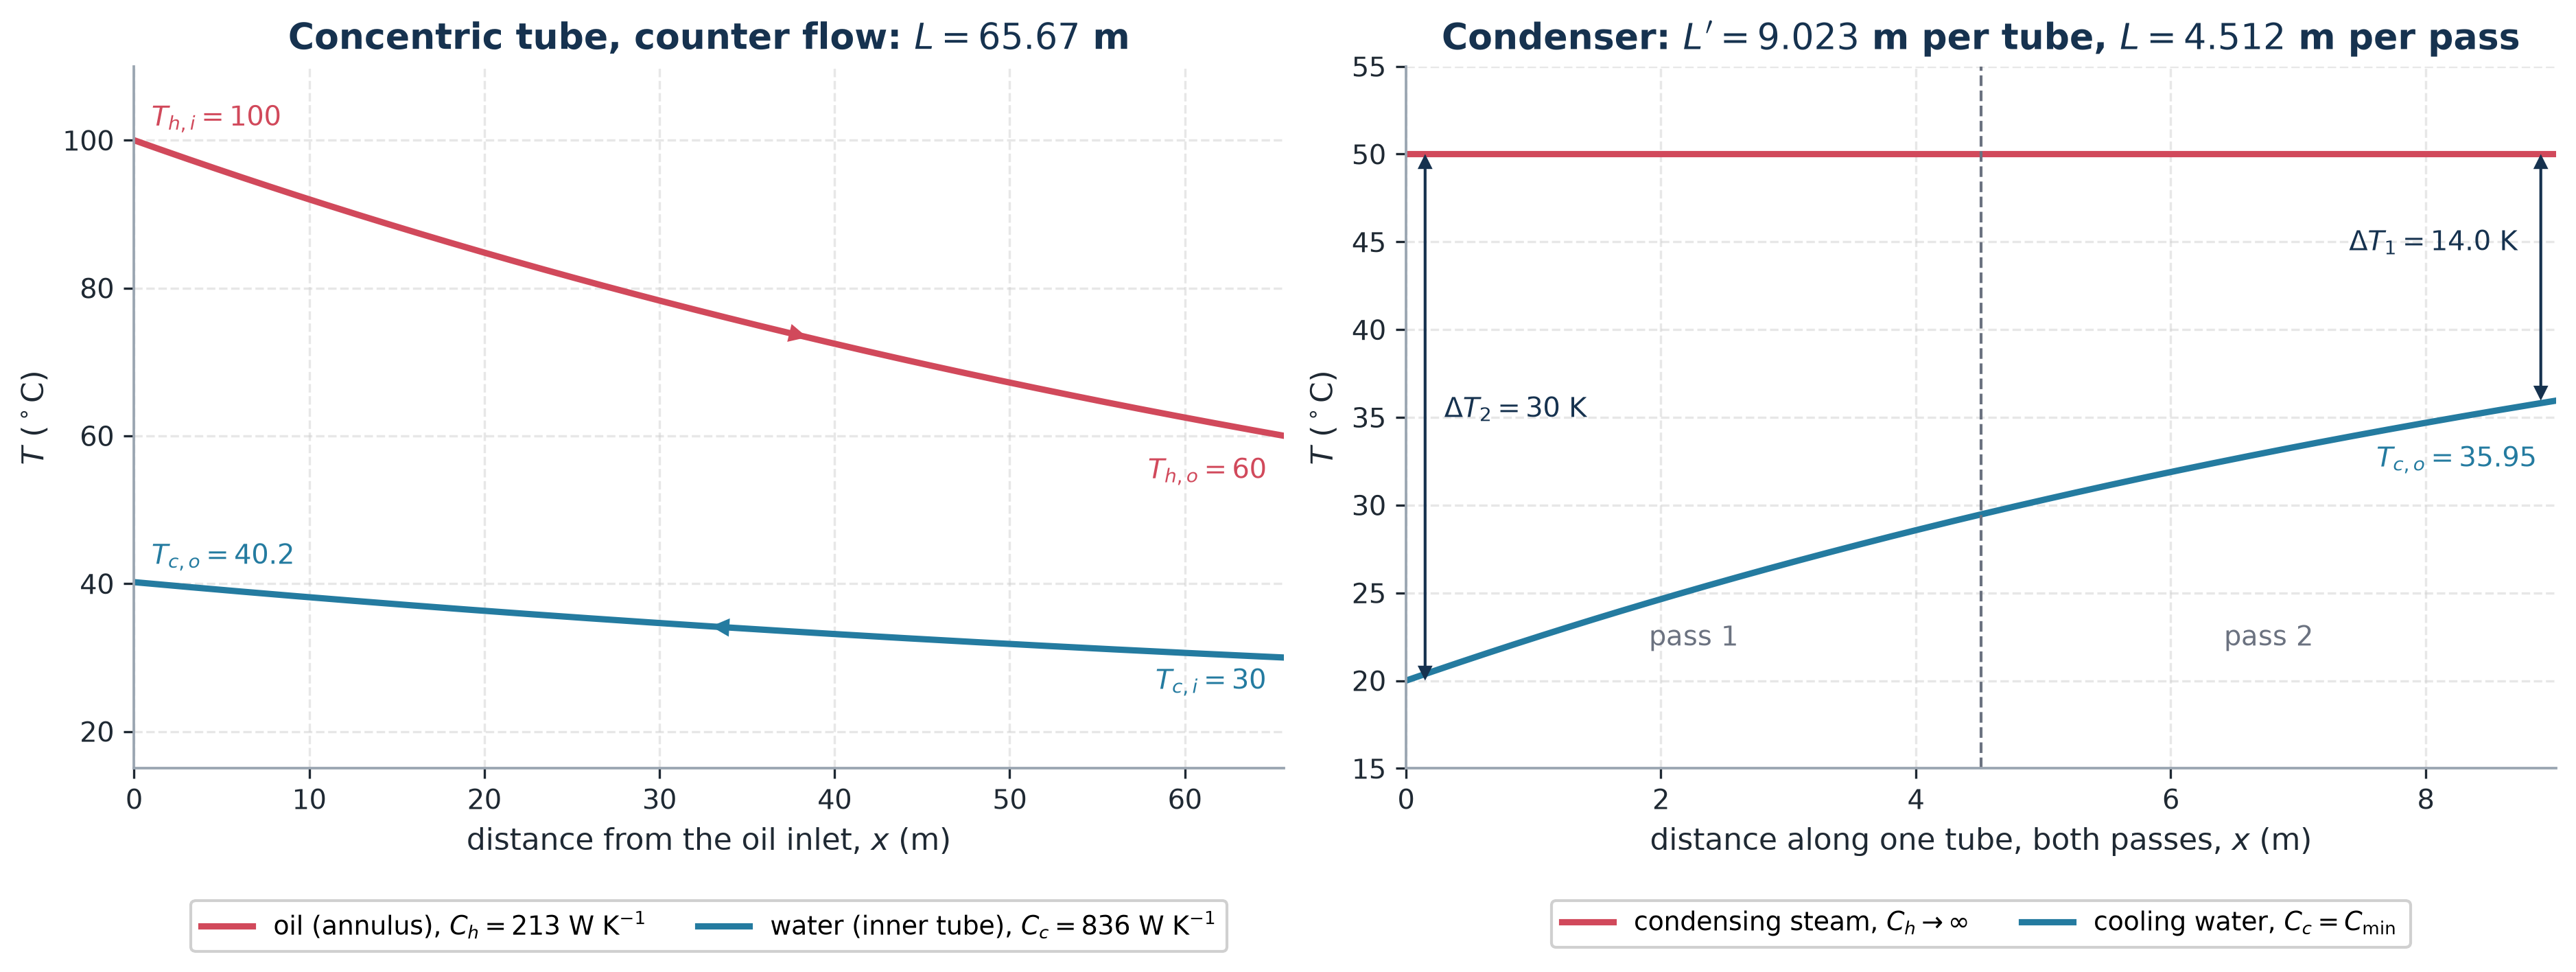 Concentric tube, counter flow: L = 65.67 m
T (°C)
100
80
60
40
20
T_{h,i} = 100
T_{h,o} = 60
T_{c,o} = 40.2
T_{c,i} = 30
0 10 20 30 40 50 60
distance from the oil inlet, x (m)
oil (annulus), C_h = 213 W K⁻¹ water (inner tube), C_c = 836 W K⁻¹
Condenser: L′ = 9.023 m per tube, L = 4.512 m per pass
T (°C)
55
50
45
40
35
30
25
20
15
ΔT₁ = 14.0 K
ΔT₂ = 30 K
T_{c,o} = 35.95
pass 1 pass 2
0 2 4 6 8
distance along one tube, both passes, x (m)
condensing steam, C_h → ∞ cooling water, C_c = C_min